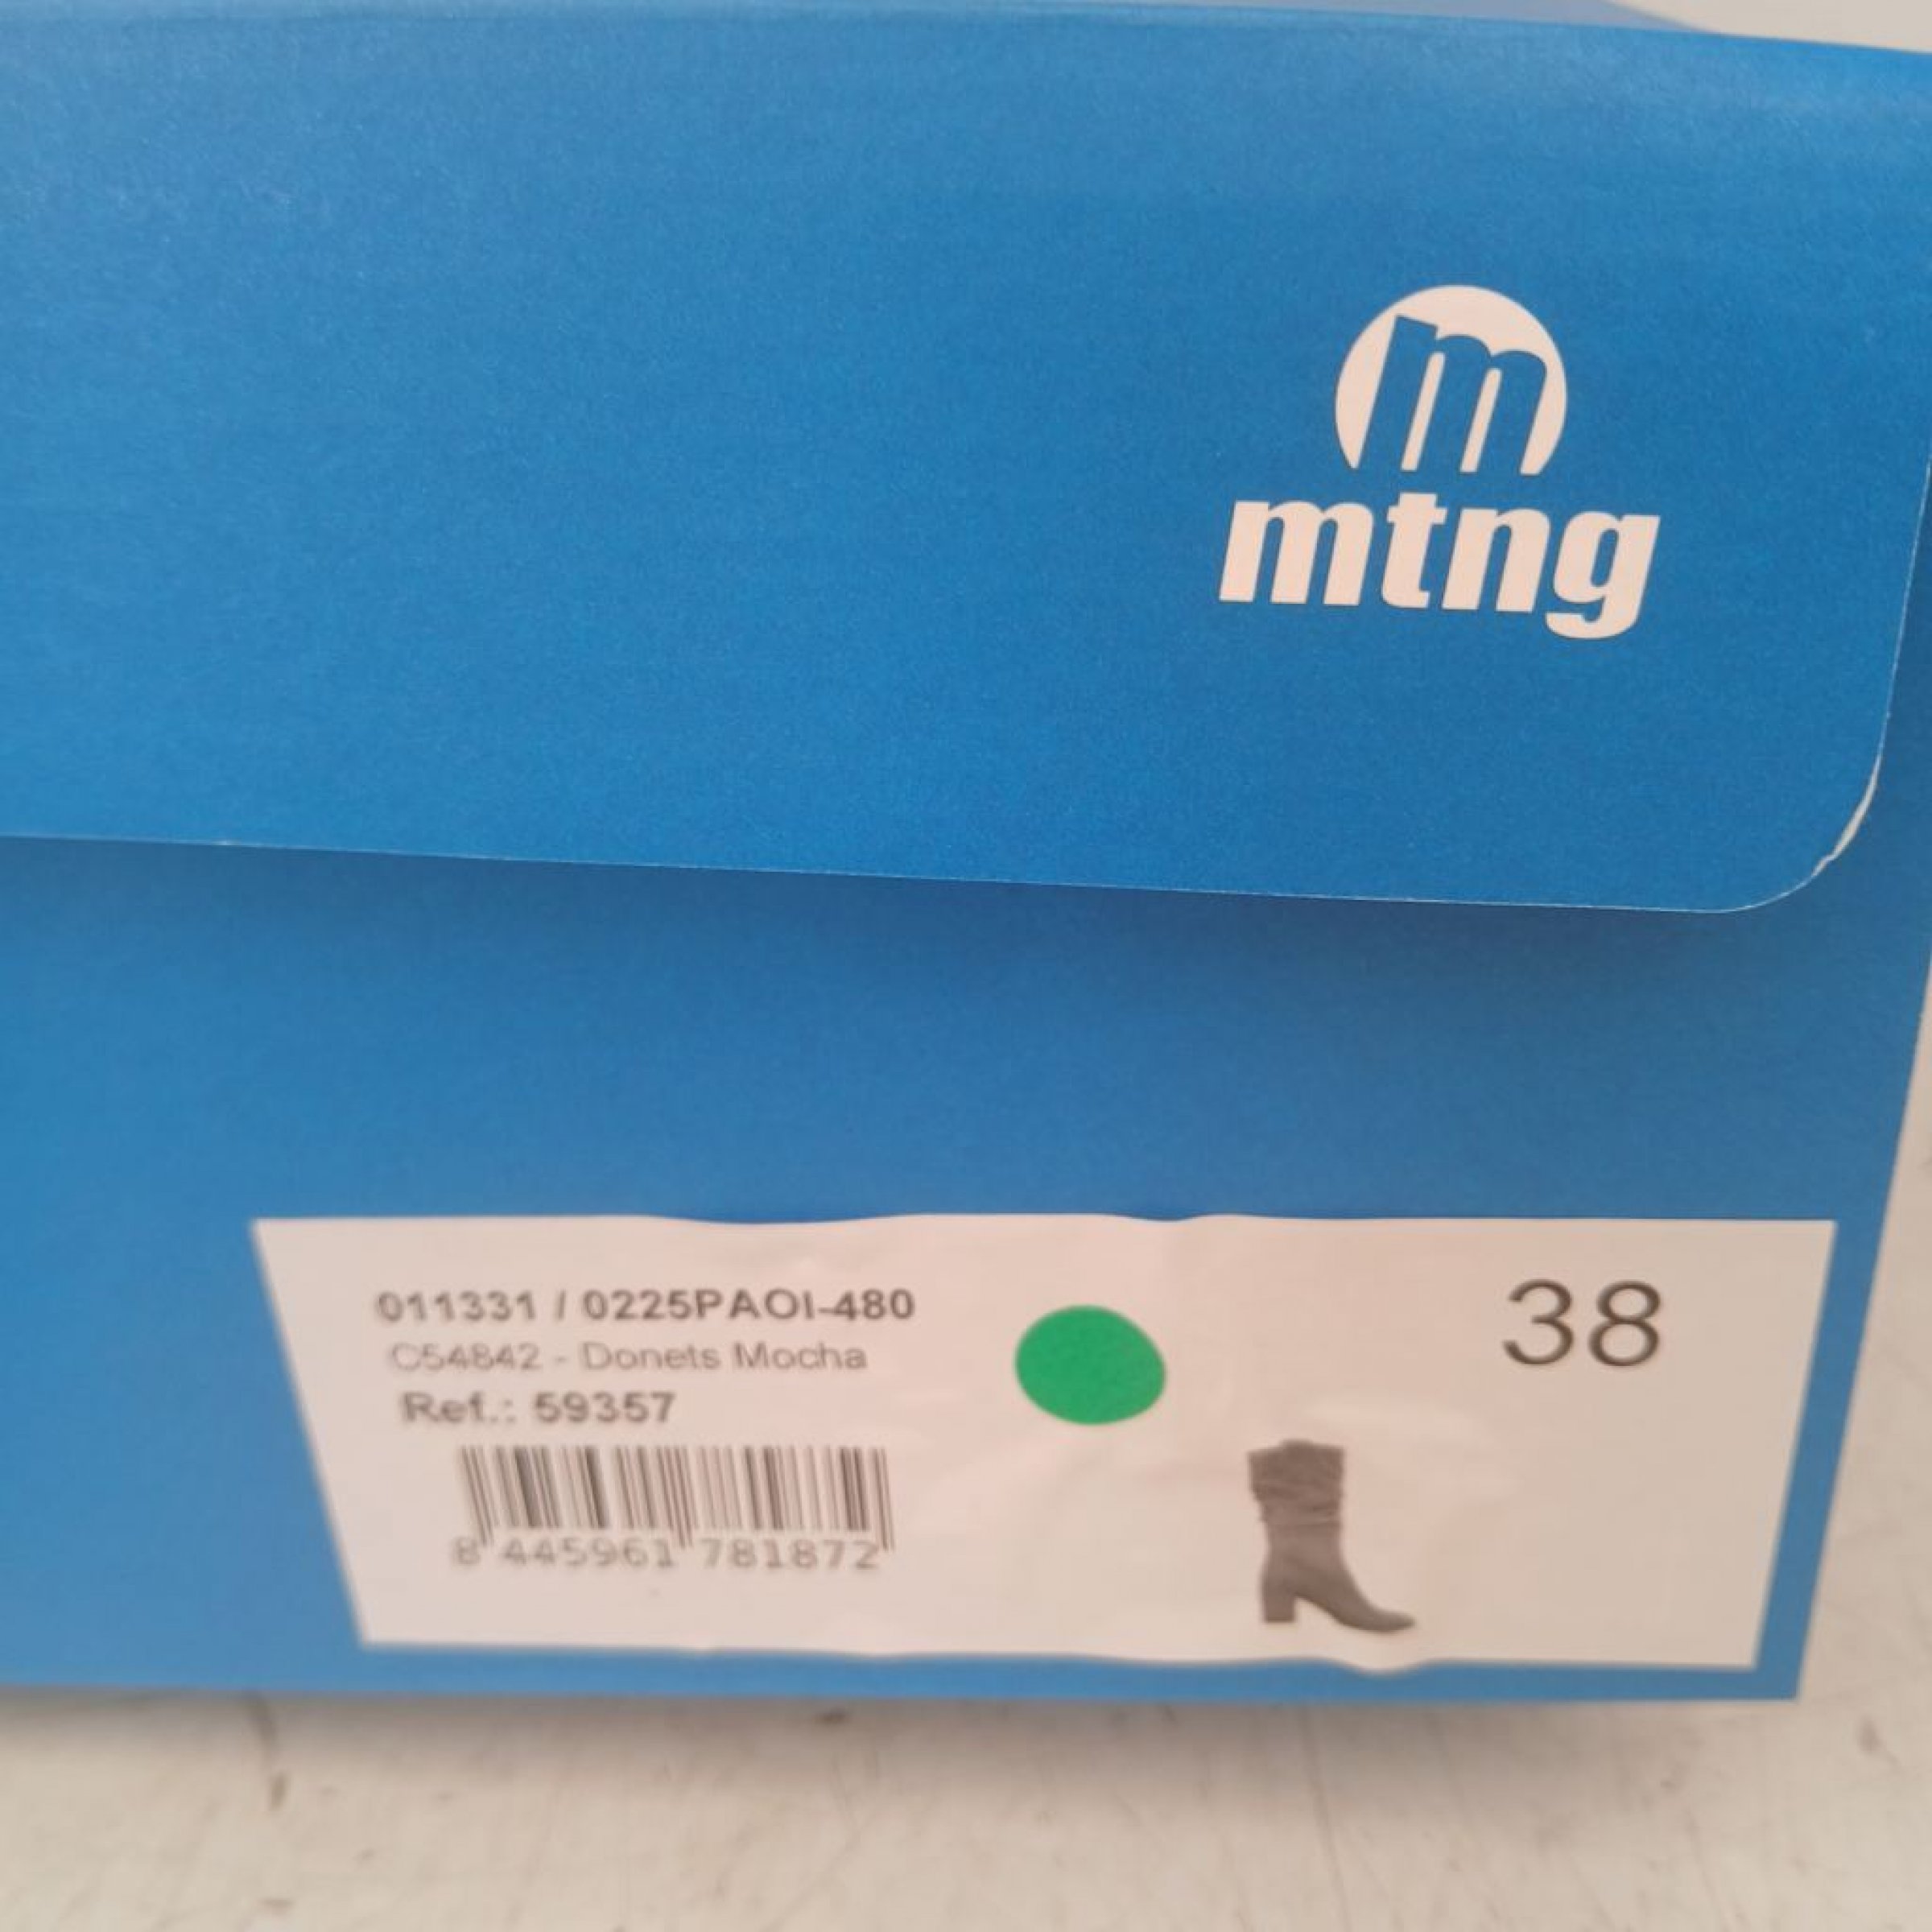 m
mtng
011331 / 0225PAOI-480
C54842 - Donets Mocha
Ref.: 59357
8 445961 781872
38